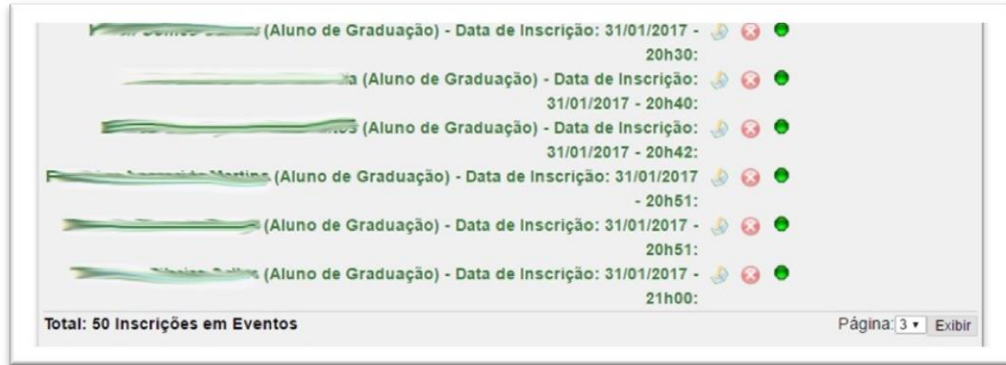 (Aluno de Graduação) - Data de Inscrição: 31/01/2017 -
20h30:
(Aluno de Graduação) - Data de Inscrição:
31/01/2017 - 20h40:
(Aluno de Graduação) - Data de Inscrição:
31/01/2017 - 20h42:
(Aluno de Graduação) - Data de Inscrição: 31/01/2017
- 20h51:
(Aluno de Graduação) - Data de Inscrição: 31/01/2017 -
20h51:
(Aluno de Graduação) - Data de Inscrição: 31/01/2017 -
21h00:
Total: 50 Inscrições em Eventos Página: 3 Exibir